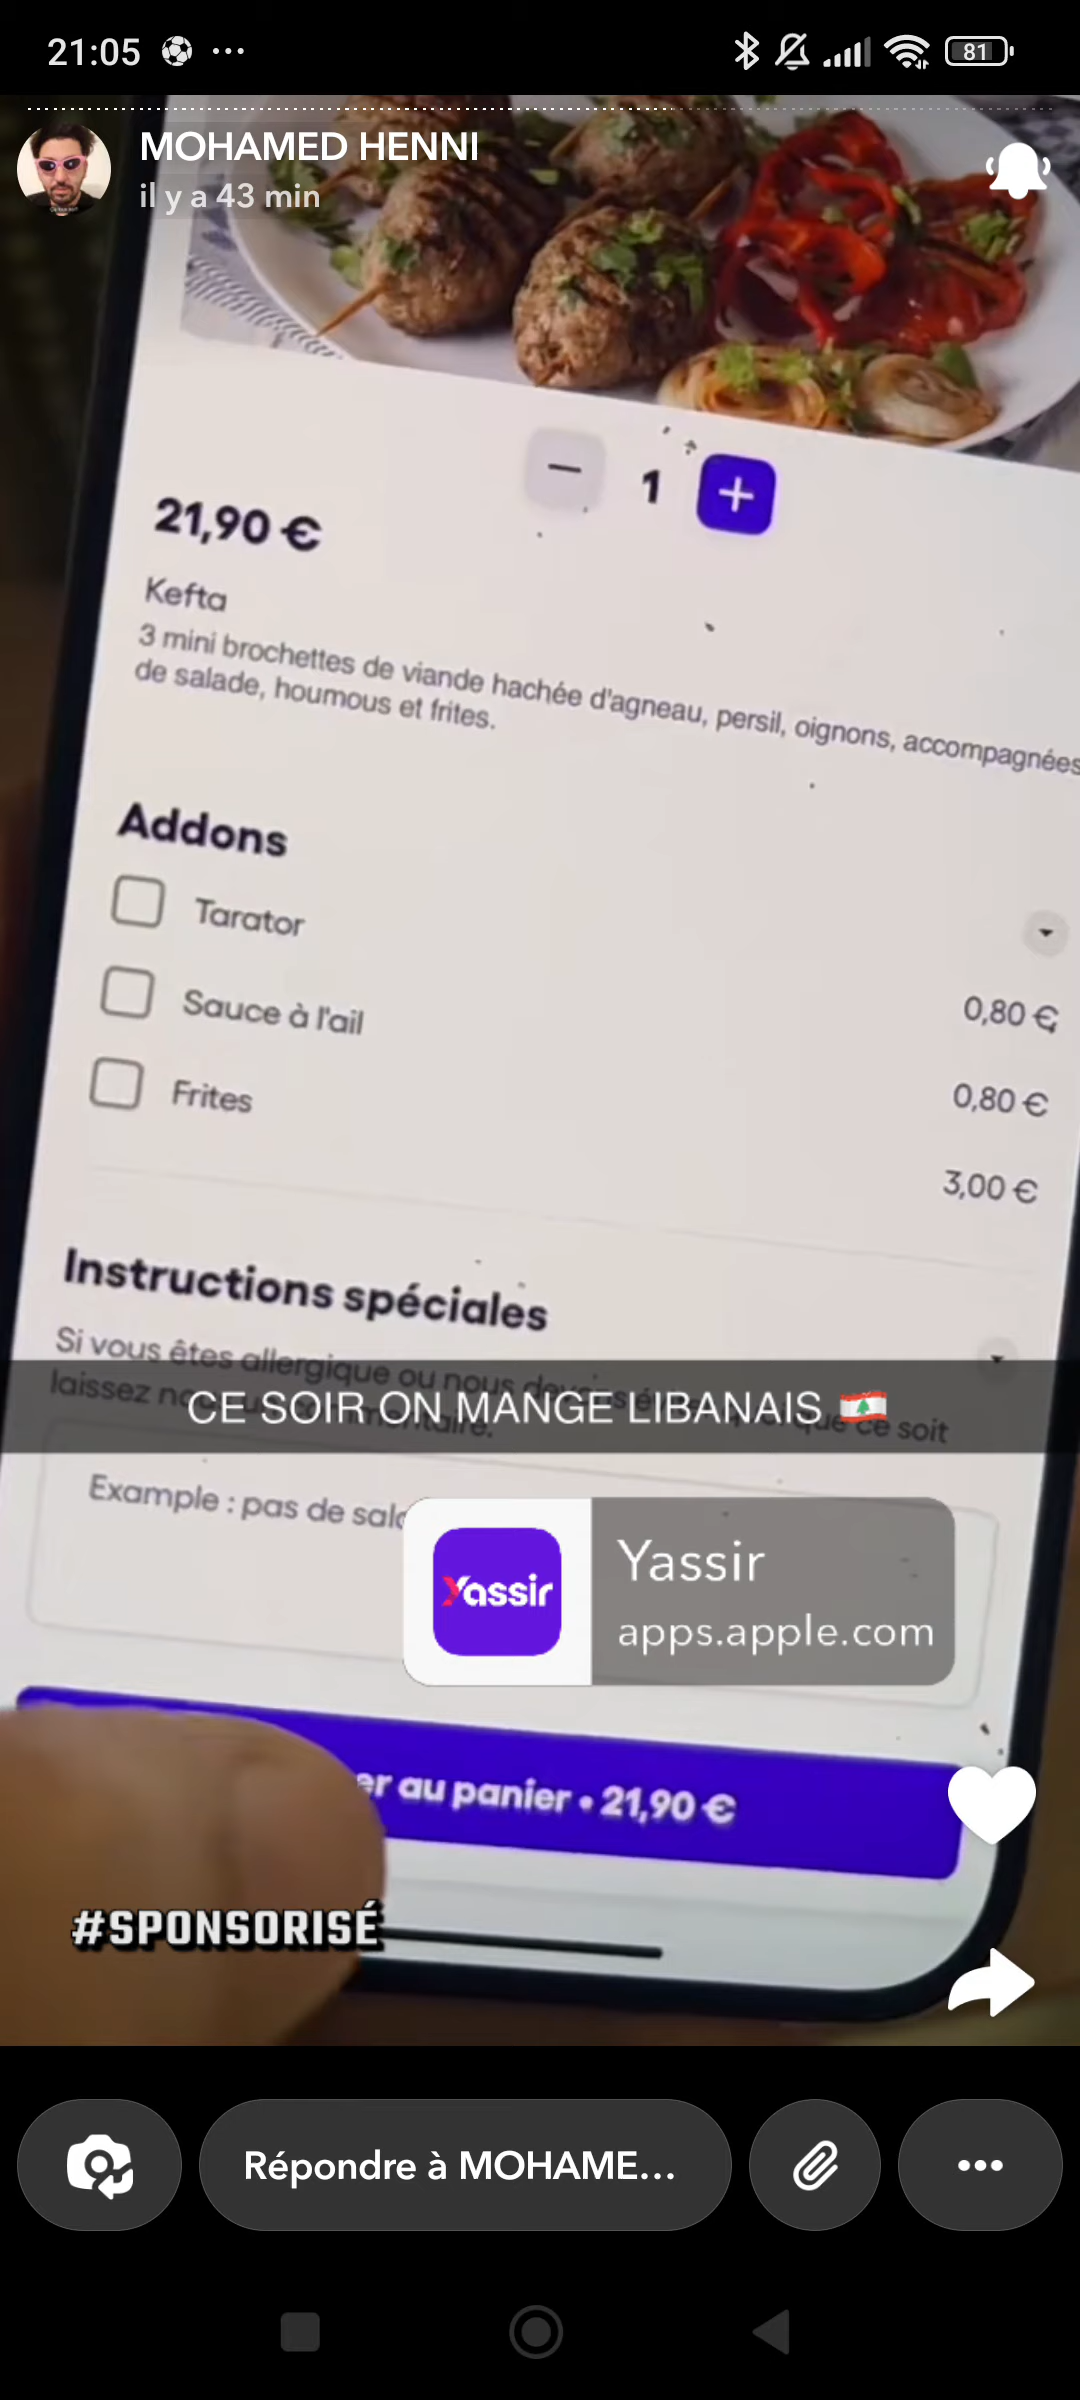 21:05
81
MOHAMED HENNI
il y a 43 min
1
21,90 €
Kefta
3 mini brochettes de viande hachée d'agneau, persil, oignons, accompagnées
de salade, houmous et frites.
Addons
Tarator
0,80 €
Sauce à l'ail
0,80 €
Frites
3,00 €
Instructions spéciales
Si vous êtes allergique ou nous que ce soit
laissez
CE SOIR ON MANGE LIBANAIS
Example : pas de
Yassir
Yassir
apps.apple.com
au panier • 21,90 €
#SPONSORISÉ
Répondre à MOHAME...